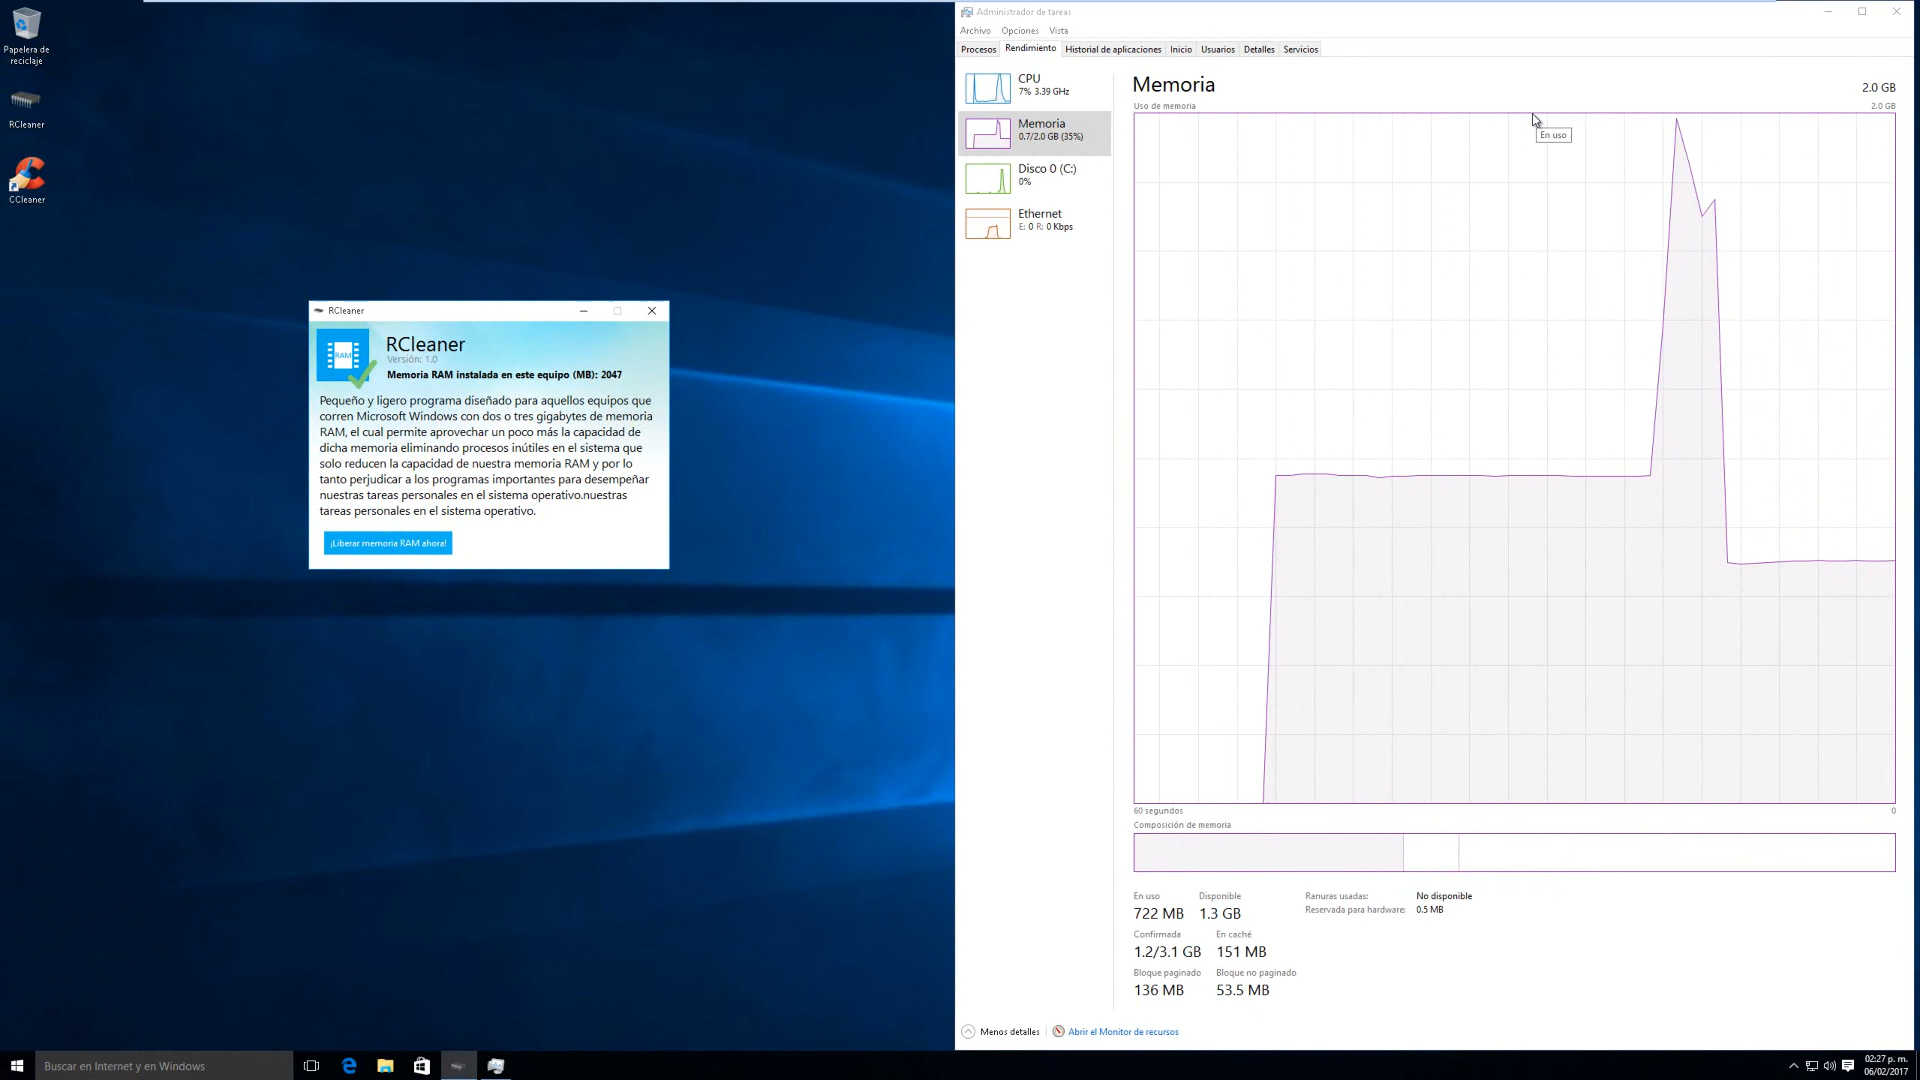 Papelera de
reciclaje
RCleaner
CCleaner
RCleaner
RAM
RCleaner
Versión: 1.0
Memoria RAM instalada en este equipo (MB): 2047
Pequeño y ligero programa diseñado para aquellos equipos que
corren Microsoft Windows con dos o tres gigabytes de memoria
RAM, el cual permite aprovechar un poco más la capacidad de
dicha memoria eliminando procesos inútiles en el sistema que
solo reducen la capacidad de nuestra memoria RAM y por lo
tanto perjudicar a los programas importantes para desempeñar
nuestras tareas personales en el sistema operativo.nuestras
tareas personales en el sistema operativo.
¡Liberar memoria RAM ahora!
Administrador de tareas
Archivo Opciones Vista
Procesos Rendimiento Historial de aplicaciones Inicio Usuarios Detalles Servicios
CPU
7% 3.39 GHz
Memoria
0.7/2.0 GB (35%)
Disco 0 (C:)
0%
Ethernet
E: 0 R: 0 Kbps
Memoria 2.0 GB
Uso de memoria 2.0 GB
En uso
60 segundos 0
Composición de memoria
En uso Disponible Ranuras usadas: No disponible
722 MB 1.3 GB Reservada para hardware: 0.5 MB
Confirmada En caché
1.2/3.1 GB 151 MB
Bloque paginado Bloque no paginado
136 MB 53.5 MB
Menos detalles Abrir el Monitor de recursos
Buscar en Internet y en Windows
02:27 p. m.
06/02/2017